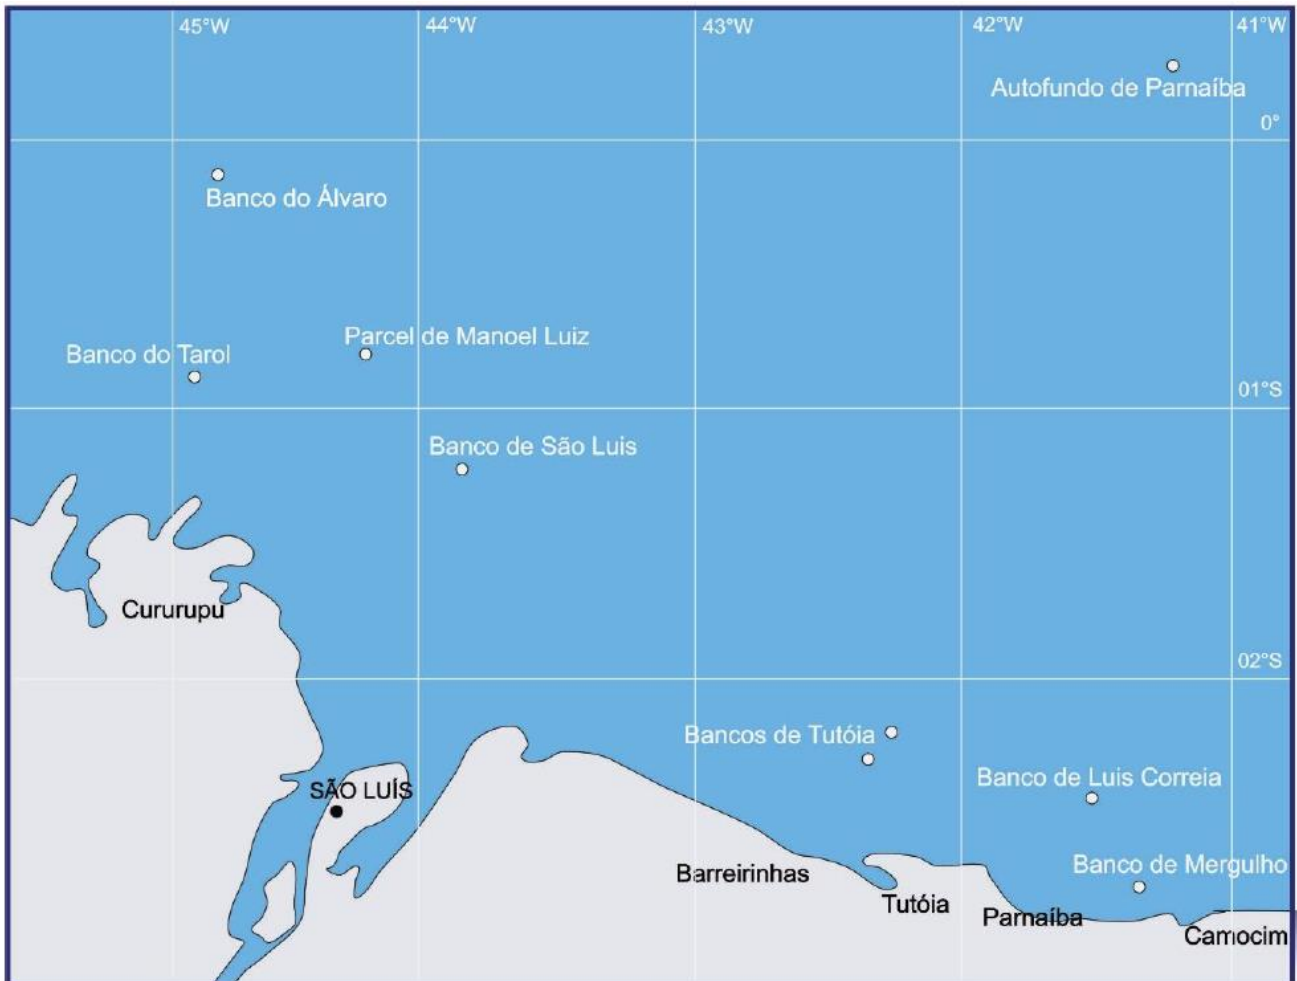 45°W
44°W
43°W
42°W
41°W
Autofundo de Parnaíba
0°
Banco do Álvaro
Parcel de Manoel Luiz
Banco do Tarol
01°S
Banco de São Luis
Cururupu
02°S
Bancos de Tutóia
Banco de Luis Correia
SÃO LUÍS
Banco de Mergulho
Barreirinhas
Tutóia
Parnaíba
Camocim